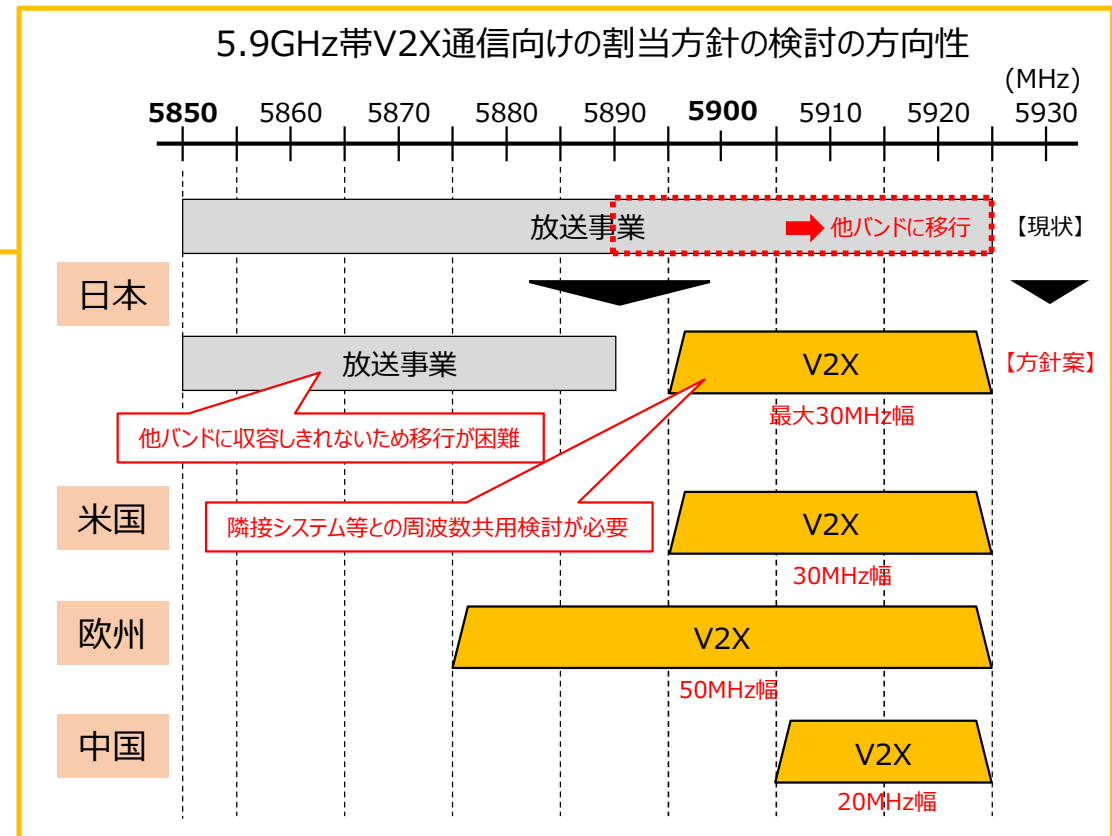 5.9GHz帯V2X通信向けの割当方針の検討の方向性
(MHz)
5850 5860 5870 5880 5890 5900 5910 5920 5930
放送事業 他バンドに移行 【現状】
日本
放送事業 V2X 【方針案】
最大30MHz幅
他バンドに収容しきれないため移行が困難
米国 V2X
隣接システム等との周波数共用検討が必要
30MHz幅
欧州 V2X
50MHz幅
中国 V2X
20MHz幅